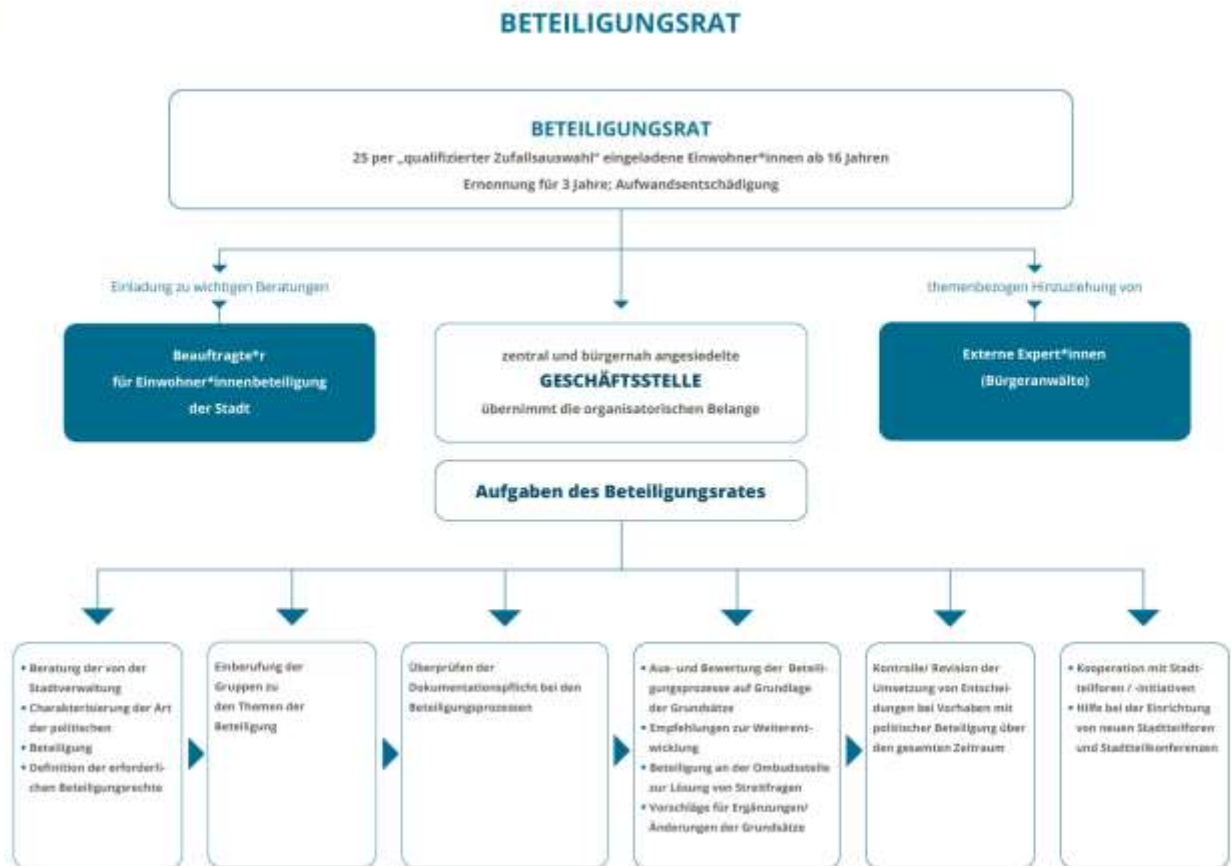 BETEILIGUNGSRAT
BETEILIGUNGSRAT
25 per „qualifizierter Zufallsauswahl“ eingeladene Einwohner*innen ab 16 Jahren
Ernennung für 3 Jahre; Aufwandsentschädigung
Einladung zu wichtigen Beratungen
themenbezogen Hinzuziehung von
Beauftragte*r
für Einwohner*innenbeteiligung
der Stadt
zentral und bürgernah angesiedelte
GESCHÄFTSSTELLE
übernimmt die organisatorischen Belange
Externe Expert*innen
(Bürgeranwälte)
Aufgaben des Beteiligungsrates
• Beratung der von der
Stadtverwaltung
• Charakterisierung der Art
der politischen
• Beteiligung
• Definition der erforderli-
chen Beteiligungsrechte
Einberufung der
Gruppen zu
den Themen der
Beteiligung
Überprüfen der
Dokumentationspflicht bei den
Beteiligungsprozessen
• Aus- und Bewertung der Beteili-
gungsprozesse auf Grundlage
der Grundsätze
• Empfehlungen zur Weiterent-
wicklung
• Beteiligung an der Ombudsstelle
zur Lösung von Streitfragen
• Vorschläge für Ergänzungen/
Änderungen der Grundsätze
Kontrolle/ Revision der
Umsetzung von Entschei-
dungen bei Vorhaben mit
politischer Beteiligung über
den gesamten Zeitraum
• Kooperation mit Stadt-
teilforen / -initiativen
• Hilfe bei der Einrichtung
von neuen Stadtteilforen
und Stadtteilkonferenzen